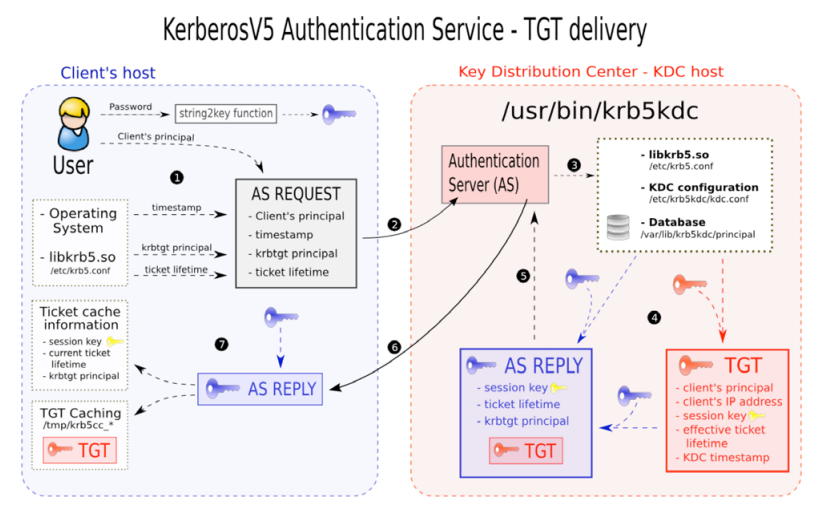 KerberosV5 Authentication Service - TGT delivery
Client's host
Password
string2key function
Client's principal
User
1
- Operating
System
- libkrb5.so
/etc/krb5.conf
timestamp
krbtgt principal
ticket lifetime
AS REQUEST
- Client's principal
- timestamp
- krbtgt principal
- ticket lifetime
2
Ticket cache
information
- session key
- current ticket
lifetime
- krbtgt principal
7
AS REPLY
TGT Caching
/tmp/krb5cc_*
TGT
6
Key Distribution Center - KDC host
/usr/bin/krb5kdc
Authentication
Server (AS)
3
- libkrb5.so
/etc/krb5.conf
- KDC configuration
/etc/krb5kdc/kdc.conf
- Database
/var/lib/krb5kdc/principal
5
4
AS REPLY
- session key
- ticket lifetime
- krbtgt principal
TGT
TGT
- client's principal
- client's IP address
- session key
- effective ticket
lifetime
- KDC timestamp